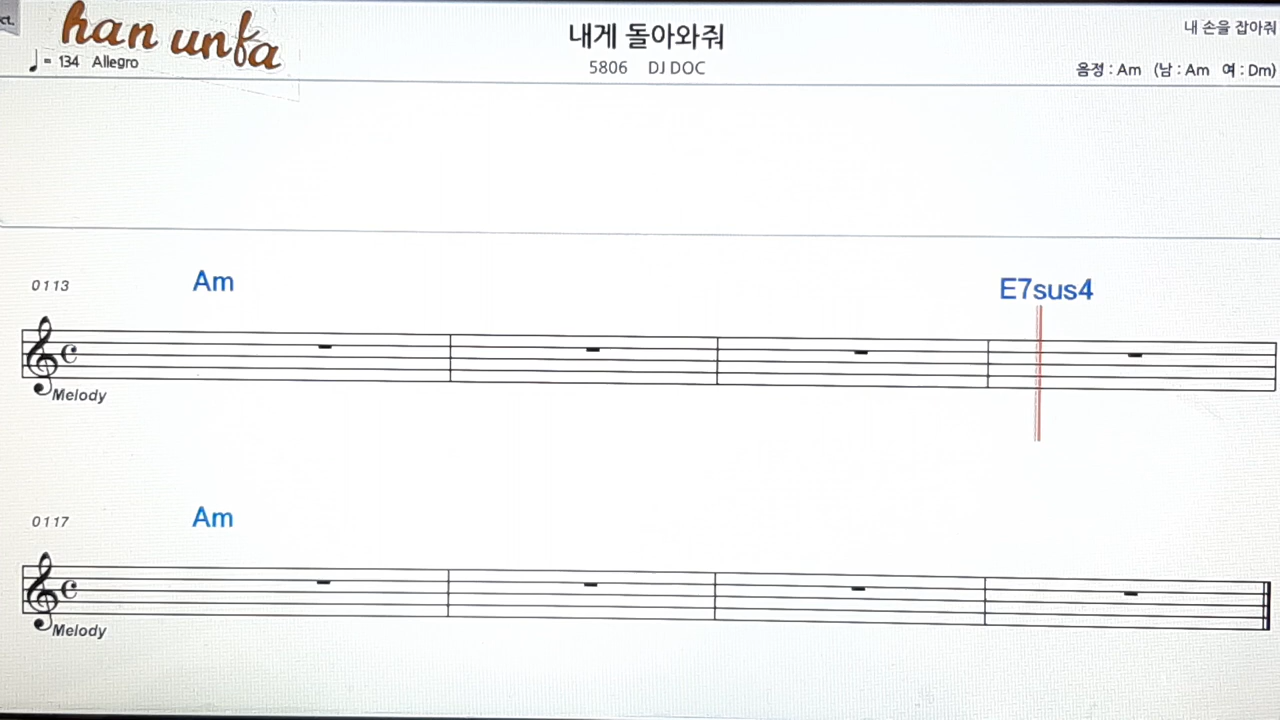 ct.
han unfa
내게 돌아와줘
내 손을 잡아줘
♩= 134 Allegro
5806 DJ DOC
음정 : Am (남 : Am 여 : Dm)
0113
Am
E7sus4
Melody
0117
Am
Melody